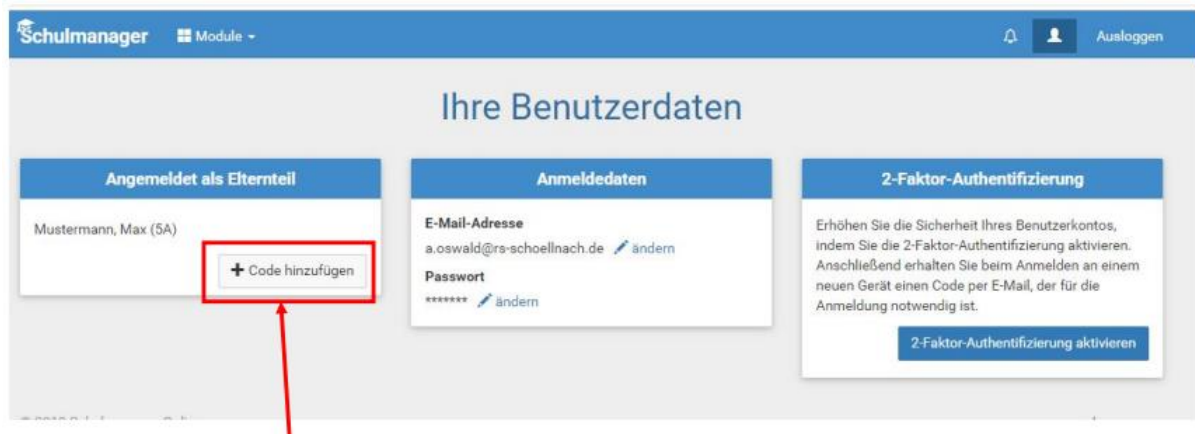 Schulmanager
Module
Ausloggen
Ihre Benutzerdaten
Angemeldet als Elternteil
Mustermann, Max (5A)
+ Code hinzufügen
Anmeldedaten
E-Mail-Adresse
a.oswald@rs-schoellnach.de ändern
Passwort
******* ändern
2-Faktor-Authentifizierung
Erhöhen Sie die Sicherheit Ihres Benutzerkontos,
indem Sie die 2-Faktor-Authentifizierung aktivieren.
Anschließend erhalten Sie beim Anmelden an einem
neuen Gerät einen Code per E-Mail, der für die
Anmeldung notwendig ist.
2-Faktor-Authentifizierung aktivieren